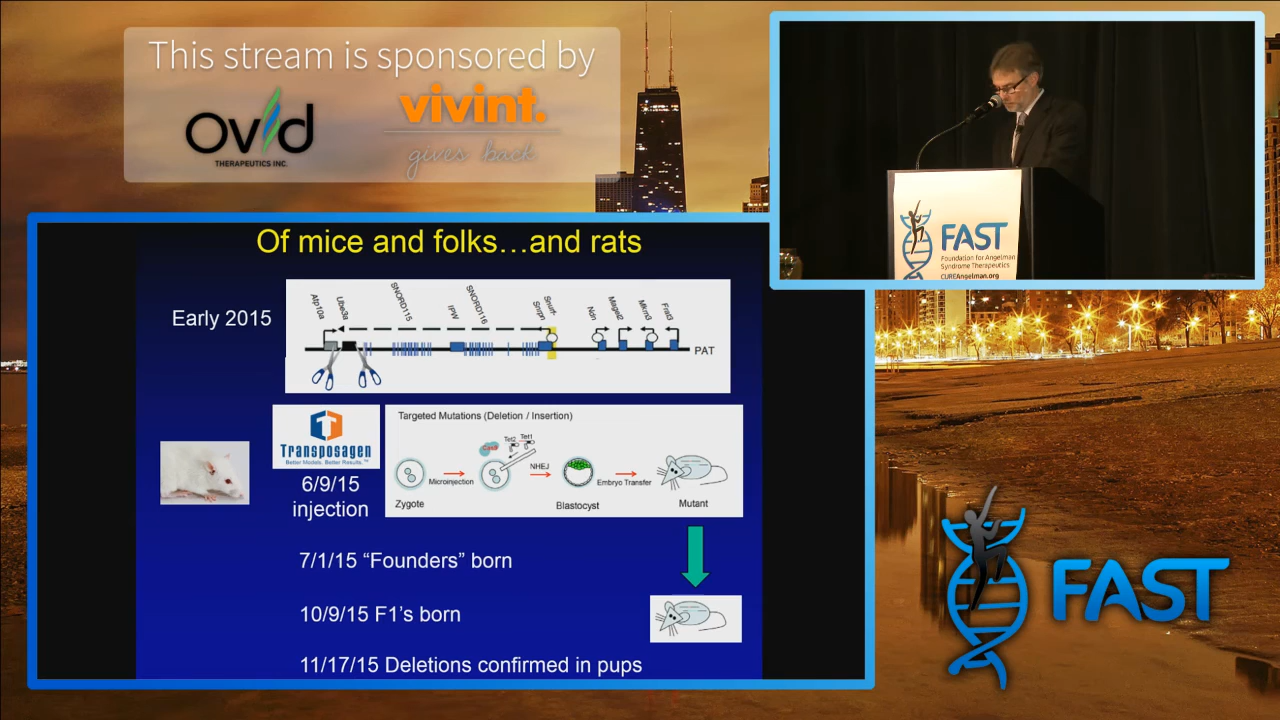 This stream is sponsored by
ovid
THERAPEUTICS INC.
vivint.
gives back
FAST
Foundation for Angelman
Syndrome Therapeutics
CUREAngelman.org
Of mice and folks…and rats
Early 2015
Atp10a
Ube3a
SNORD115
IPW
SNORD116
Snurf-
Snrpn
Ndn
Magel2
Mkrn3
Frat3
PAT
T
Transposagen
Better Models. Better Results.™
6/9/15
injection
Targeted Mutations (Deletion / Insertion)
Cas9
Tet2
Tet1
Microinjection
NHEJ
Embryo Transfer
Zygote
Blastocyst
Mutant
7/1/15 “Founders” born
10/9/15 F1's born
11/17/15 Deletions confirmed in pups
FAST